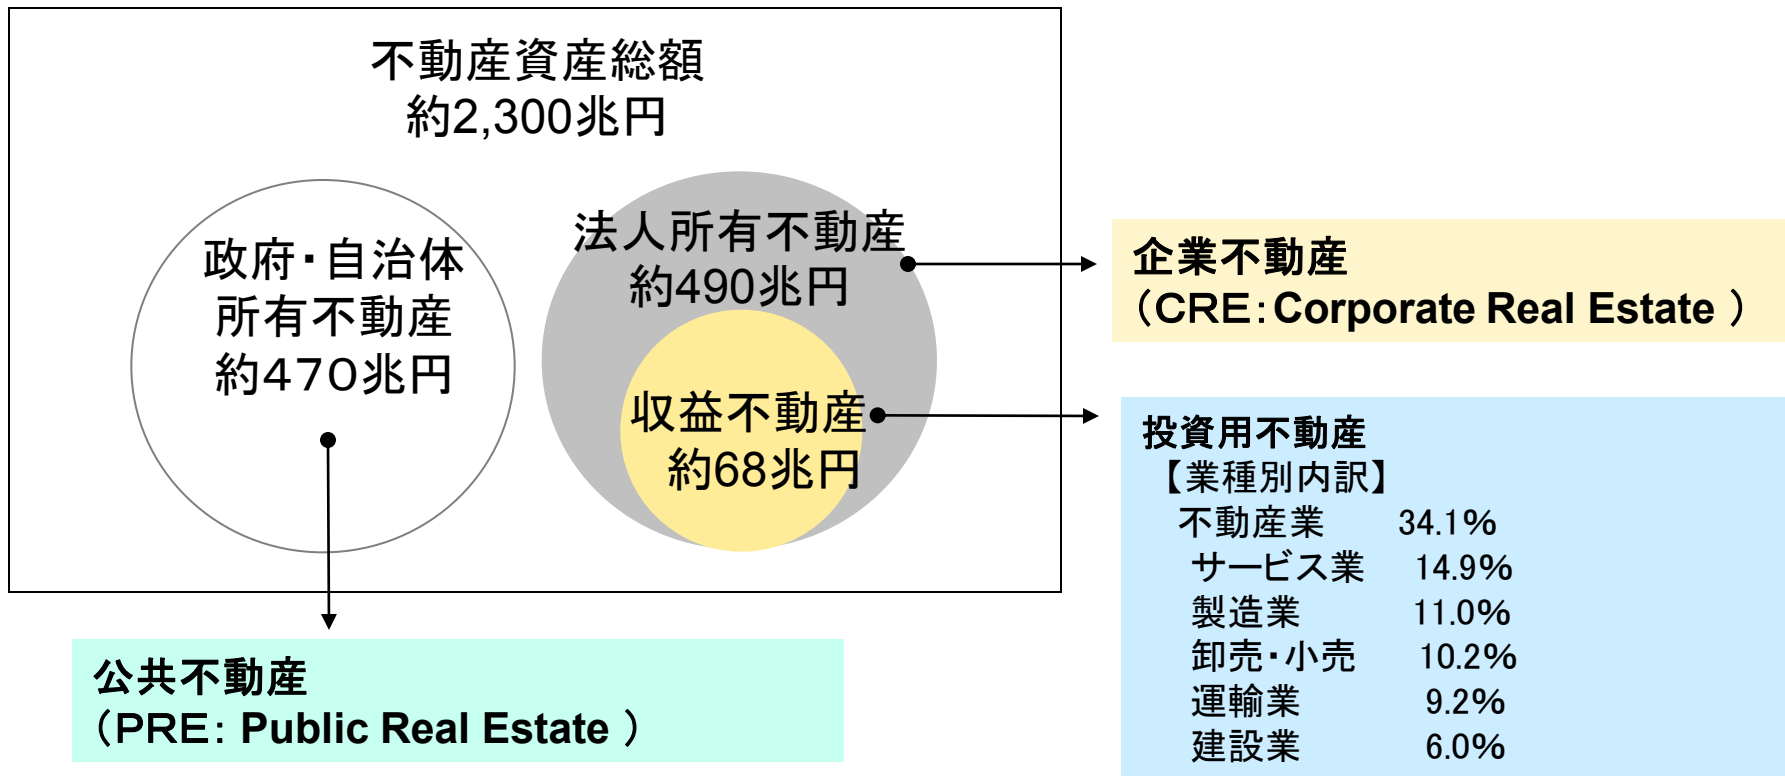 不動産資産総額
約2,300兆円
政府・自治体
所有不動産
約４７０兆円
法人所有不動産
約490兆円
収益不動産
約68兆円
企業不動産
（ＣＲＥ：Corporate Real Estate ）
投資用不動産
【業種別内訳】
不動産業 34.1%
サービス業 14.9%
製造業 11.0%
卸売・小売 10.2%
運輸業 9.2%
建設業 6.0%
公共不動産
（ＰＲＥ： Public Real Estate ）